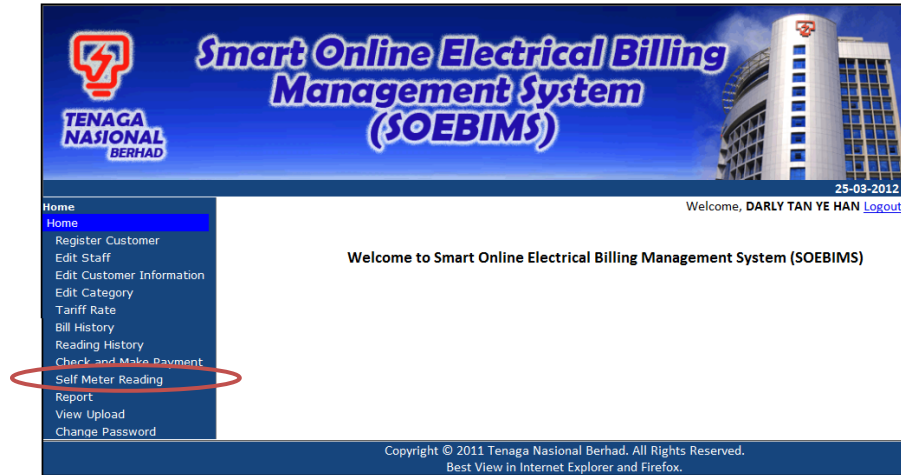 Smart Online Electrical Billing
Management System
(SOEBIMS)
TENAGA
NASIONAL
BERHAD
25-03-2012
Welcome, DARLY TAN YE HAN Logout
Home
Home
Register Customer
Edit Staff
Edit Customer Information
Edit Category
Tariff Rate
Bill History
Reading History
Check and Make Payment
Self Meter Reading
Report
View Upload
Change Password
Welcome to Smart Online Electrical Billing Management System (SOEBIMS)
Copyright © 2011 Tenaga Nasional Berhad. All Rights Reserved.
Best View in Internet Explorer and Firefox.